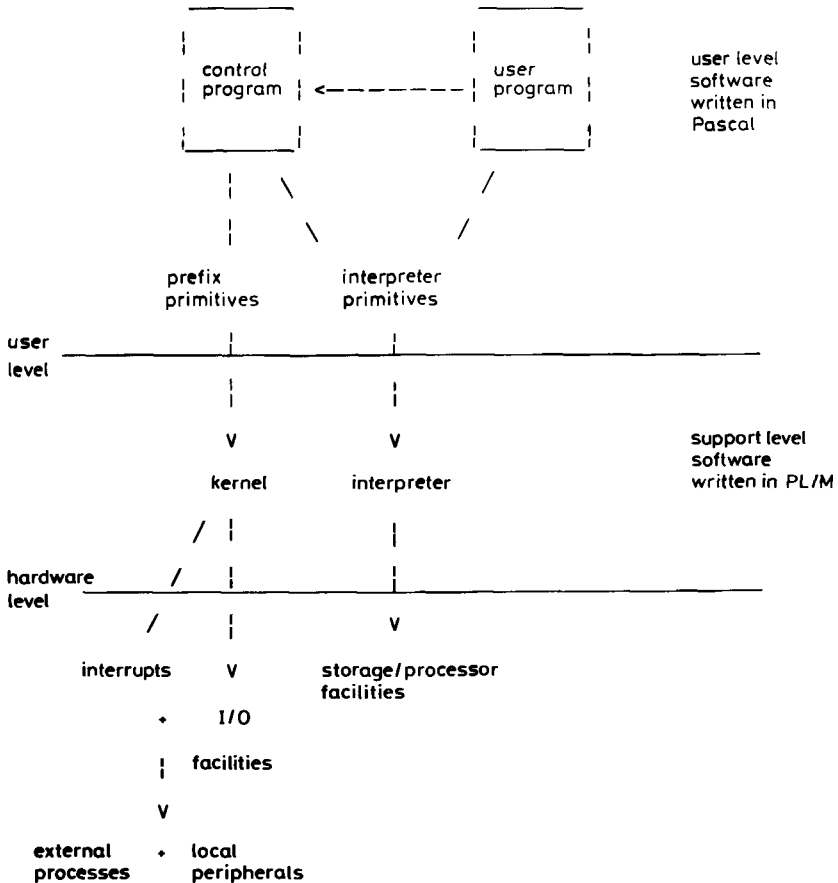 control
program
user
program
user level
software
written in
Pascal
prefix
primitives
interpreter
primitives
user
level
kernel
interpreter
support level
software
written in PL/M
hardware
level
interrupts
storage/processor
facilities
+ I/O
facilities
external + local
processes peripherals